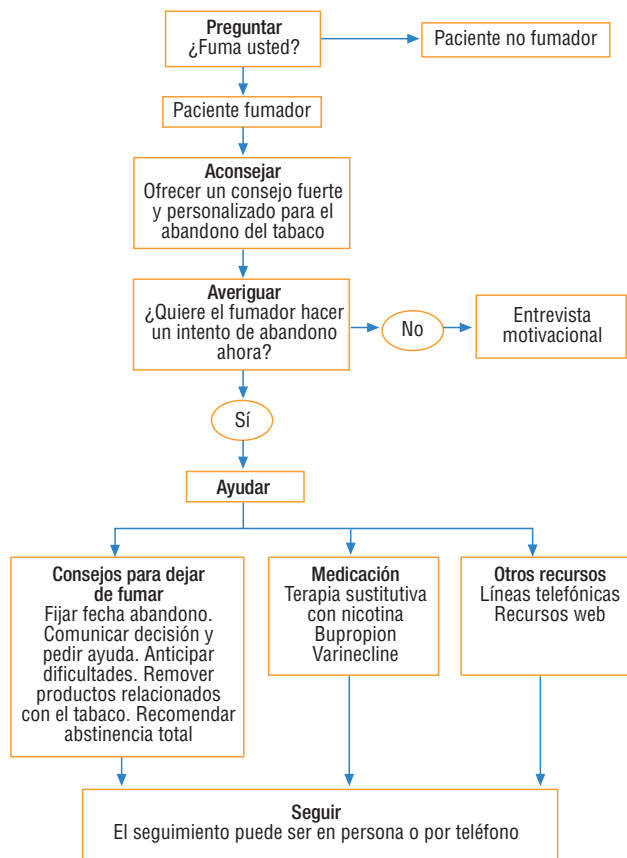 Preguntar
¿Fuma usted?
Paciente no fumador
Paciente fumador
Aconsejar
Ofrecer un consejo fuerte
y personalizado para el
abandono del tabaco
Averiguar
¿Quiere el fumador hacer
un intento de abandono
ahora?
No
Entrevista
motivacional
Sí
Ayudar
Consejos para dejar
de fumar
Fijar fecha abandono.
Comunicar decisión y
pedir ayuda. Anticipar
dificultades. Remover
productos relacionados
con el tabaco. Recomendar
abstinencia total
Medicación
Terapia sustitutiva
con nicotina
Bupropion
Varinecline
Otros recursos
Líneas telefónicas
Recursos web
Seguir
El seguimiento puede ser en persona o por teléfono